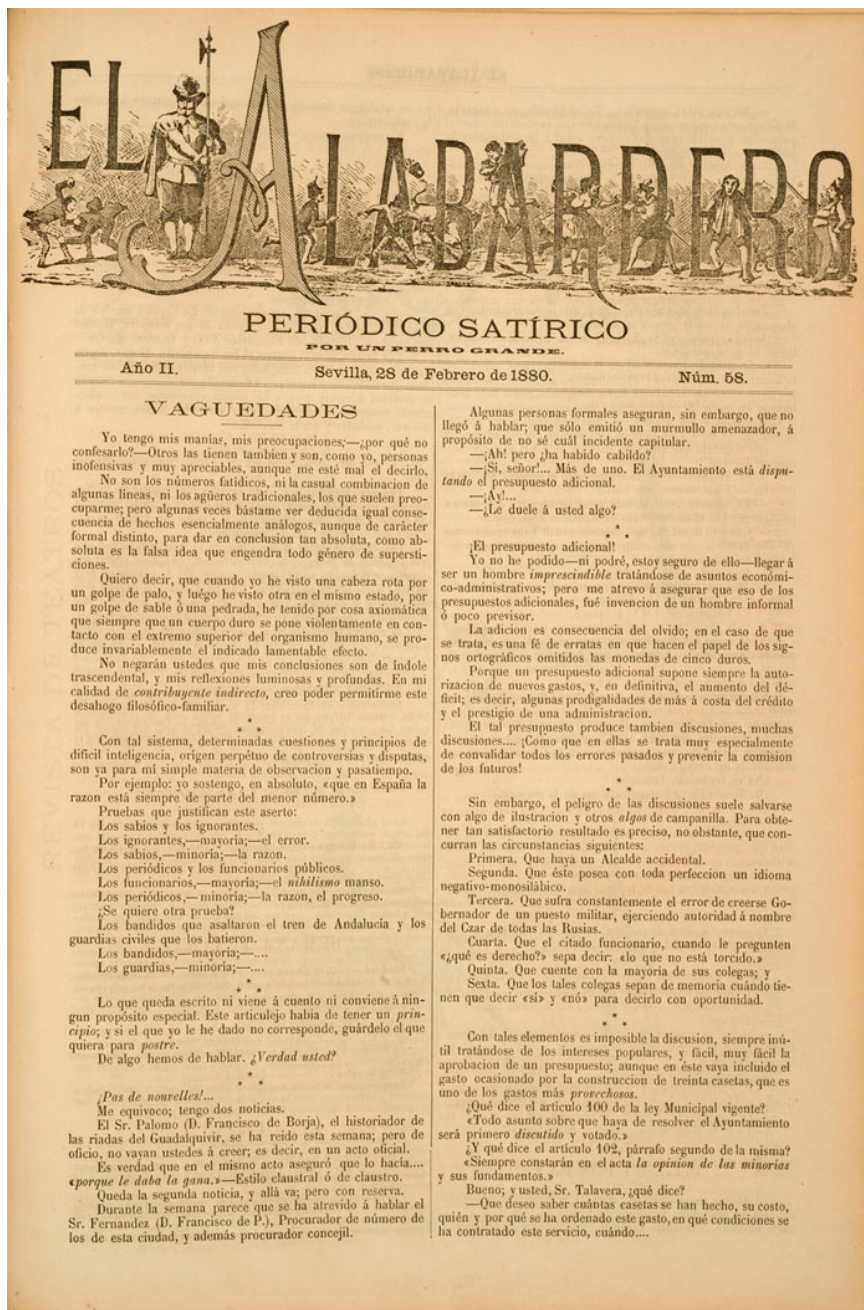 EL ALABARDERO
PERIÓDICO SATÍRICO
POR UN PERRO GRANDE.
Año II.
Sevilla, 28 de Febrero de 1880.
Núm. 58.
VAGUEDADES
Yo tengo mis manías, mis preocupaciones;—¿por qué no
confesarlo?—Otros las tienen tambien y son, como yo, personas
inofensivas y muy apreciables, aunque me esté mal el decirlo.
No son los números fatídicos, ni la casual combinacion de
algunas líneas, ni los agüeros tradicionales, los que suelen preo-
cuparme; pero algunas veces bástame ver deducida igual conse-
cuencia de hechos esencialmente análogos, aunque de carácter
formal distinto, para dar en conclusion tan absoluta, como ab-
soluta es la falsa idea que engendra todo género de supersti-
ciones.
Quiero decir, que cuando yo he visto una cabeza rota por
un golpe de palo, y luégo he visto otra en el mismo estado, por
un golpe de sable ó una pedrada, he tenido por cosa axiomática
que siempre que un cuerpo duro se pone violentamente en con-
tacto con el extremo superior del organismo humano, se pro-
duce invariablemente el indicado lamentable efecto.
No negarán ustedes que mis conclusiones son de índole
trascendental, y mis reflexiones luminosas y profundas. En mi
calidad de contribuyente indirecto, creo poder permitirme este
desahogo filosófico-familiar.
* * *
Con tal sistema, determinadas cuestiones y principios de
difícil inteligencia, orígen perpétuo de controversias y disputas,
son ya para mí simple materia de observacion y pasatiempo.
Por ejemplo: yo sostengo, en absoluto, «que en España la
razon está siempre de parte del menor número.»
Pruebas que justifican este aserto:
Los sabios y los ignorantes.
Los ignorantes,—mayoría;—el error.
Los sabios,—minoría;—la razon.
Los periódicos y los funcionarios públicos.
Los funcionarios,—mayoría;—el nihilismo manso.
Los periódicos,—minoría;—la razon, el progreso.
¿Se quiere otra prueba?
Los bandidos que asaltaron el tren de Andalucía y los
guardias civiles que los batieron.
Los bandidos,—mayoría;—....
Los guardias,—minoría;—....
* * *
Lo que queda escrito ni viene á cuento ni conviene á nin-
gun propósito especial. Este articulejo habia de tener un prin-
cipio; y si el que yo le he dado no corresponde, guárdelo el que
quiera para postre.
De algo hemos de hablar. ¿Verdad usted?
* * *
¡Pas de nouvelles!...
Me equivoco; tengo dos noticias.
El Sr. Palomo (D. Francisco de Borja), el historiador de
las riadas del Guadalquivir, se ha reido esta semana; pero de
oficio, no vayan ustedes á creer; es decir, en un acto oficial.
Es verdad que en el mismo acto aseguró que lo hacía....
«porque le daba la gana.»—Estilo claustral ó de claustro.
Queda la segunda noticia, y allá va; pero con reserva.
Durante la semana parece que se ha atrevido á hablar el
Sr. Fernandez (D. Francisco de P.), Procurador de número de
los de esta ciudad, y además procurador concejil.
Algunas personas formales aseguran, sin embargo, que no
llegó á hablar; que sólo emitió un murmullo amenazador, á
propósito de no sé cuál incidente capitular.
—¡Ah! pero ¿ha habido cabildo?
—¡Sí, señor!... Más de uno. El Ayuntamiento está dispu-
tando el presupuesto adicional.
—¡Ay!...
—¿Le duele á usted algo?
* * *
¡El presupuesto adicional!
Yo no he podido—ni podré, estoy seguro de ello—llegar á
ser un hombre imprescindible tratándose de asuntos económi-
co-administrativos; pero me atrevo á asegurar que eso de los
presupuestos adicionales, fué invencion de un hombre informal
ó poco previsor.
La adicion es consecuencia del olvido; en el caso de que
se trata, es una fé de erratas en que hacen el papel de los sig-
nos ortográficos omitidos las monedas de cinco duros.
Porque un presupuesto adicional supone siempre la auto-
rizacion de nuevos gastos, y, en definitiva, el aumento del dé-
ficit; es decir, algunas prodigalidades de más á costa del crédito
y el prestigio de una administracion.
El tal presupuesto produce tambien discusiones, muchas
discusiones.... ¡Como que en ellas se trata muy especialmente
de convalidar todos los errores pasados y prevenir la comision
de los futuros!
* * *
Sin embargo, el peligro de las discusiones suele salvarse
con algo de ilustracion y otros algos de campanilla. Para obte-
ner tan satisfactorio resultado es preciso, no obstante, que con-
curran las circunstancias siguientes:
Primera. Que haya un Alcalde accidental.
Segunda. Que éste posea con toda perfeccion un idioma
negativo-monosilábico.
Tercera. Que sufra constantemente el error de creerse Go-
bernador de un puesto militar, ejerciendo autoridad á nombre
del Czar de todas las Rusias.
Cuarta. Que el citado funcionario, cuando le pregunten
«¿qué es derecho?» sepa decir: «lo que no está torcido.»
Quinta. Que cuente con la mayoría de sus colegas; y
Sexta. Que los tales colegas sepan de memoria cuándo tie-
nen que decir «sí» y «nó» para decirlo con oportunidad.
* * *
Con tales elementos es imposible la discusion, siempre inú-
til tratándose de los intereses populares, y fácil, muy fácil la
aprobacion de un presupuesto; aunque en éste vaya incluido el
gasto ocasionado por la construccion de treinta casetas, que es
uno de los gastos más provechosos.
¿Qué dice el artículo 100 de la ley Municipal vigente?
«Todo asunto sobre que haya de resolver el Ayuntamiento
será primero discutido y votado.»
¿Y qué dice el artículo 102, párrafo segundo de la misma?
«Siempre constarán en el acta la opinion de las minorías
y sus fundamentos.»
Bueno; y usted, Sr. Talavera, ¿qué dice?
—Que deseo saber cuántas casetas se han hecho, su costo,
quién y por qué se ha ordenado este gasto, en qué condiciones se
ha contratado este servicio, cuándo....